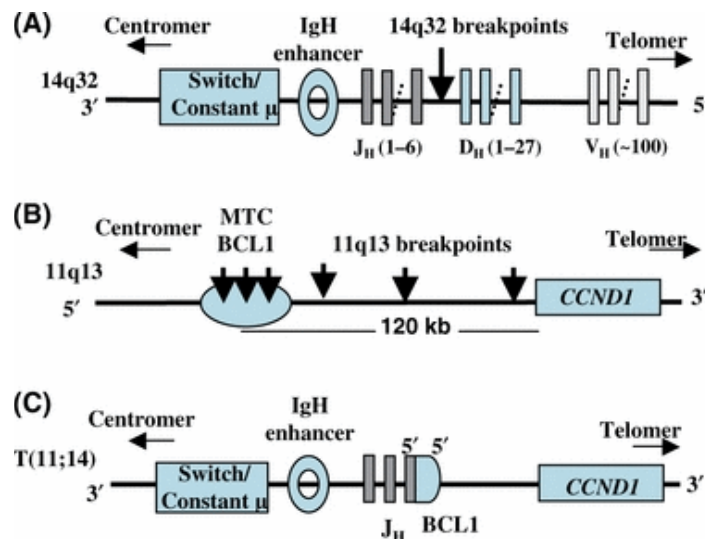 (A)
Centromer
IgH
enhancer
14q32 breakpoints
Telomer
14q32
3′
Switch/
Constant μ
5
J_H (1–6)
D_H (1–27)
V_H (~100)
(B)
Centromer
MTC
BCL1
11q13 breakpoints
Telomer
11q13
5′
CCND1
3′
120 kb
(C)
Centromer
IgH
enhancer
5′ 5′
Telomer
T(11;14)
3′
Switch/
Constant μ
CCND1
3′
J_H
BCL1